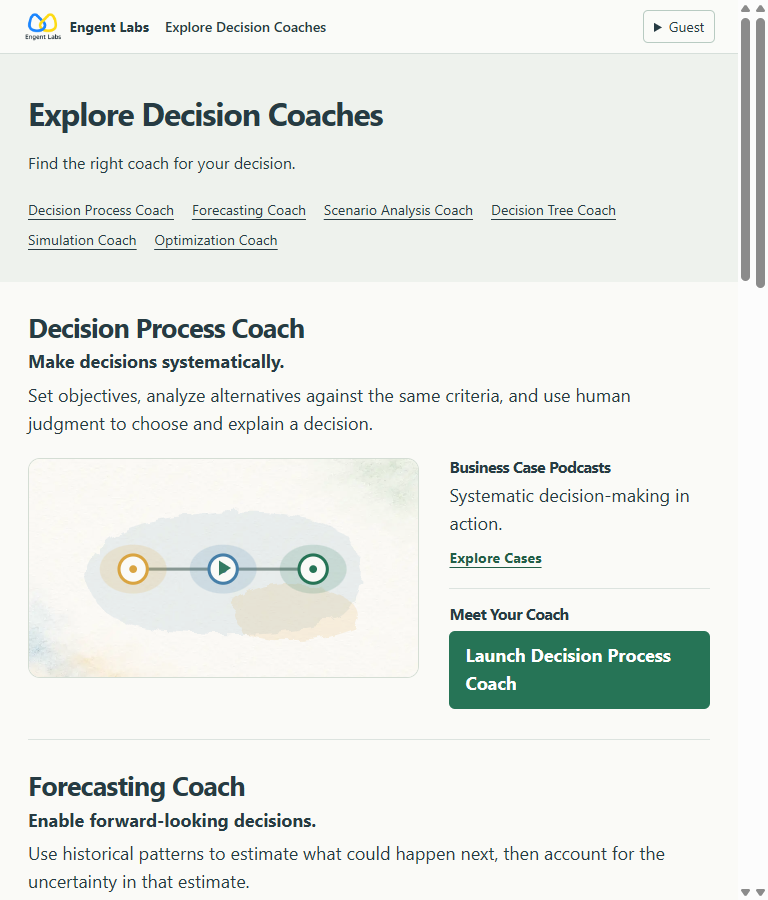 Engent Labs
Engent Labs
Explore Decision Coaches
Guest
Explore Decision Coaches
Find the right coach for your decision.
Decision Process Coach
Forecasting Coach
Scenario Analysis Coach
Decision Tree Coach
Simulation Coach
Optimization Coach
Decision Process Coach
Make decisions systematically.
Set objectives, analyze alternatives against the same criteria, and use human
judgment to choose and explain a decision.
Business Case Podcasts
Systematic decision-making in
action.
Explore Cases
Meet Your Coach
Launch Decision Process
Coach
Forecasting Coach
Enable forward-looking decisions.
Use historical patterns to estimate what could happen next, then account for the
uncertainty in that estimate.